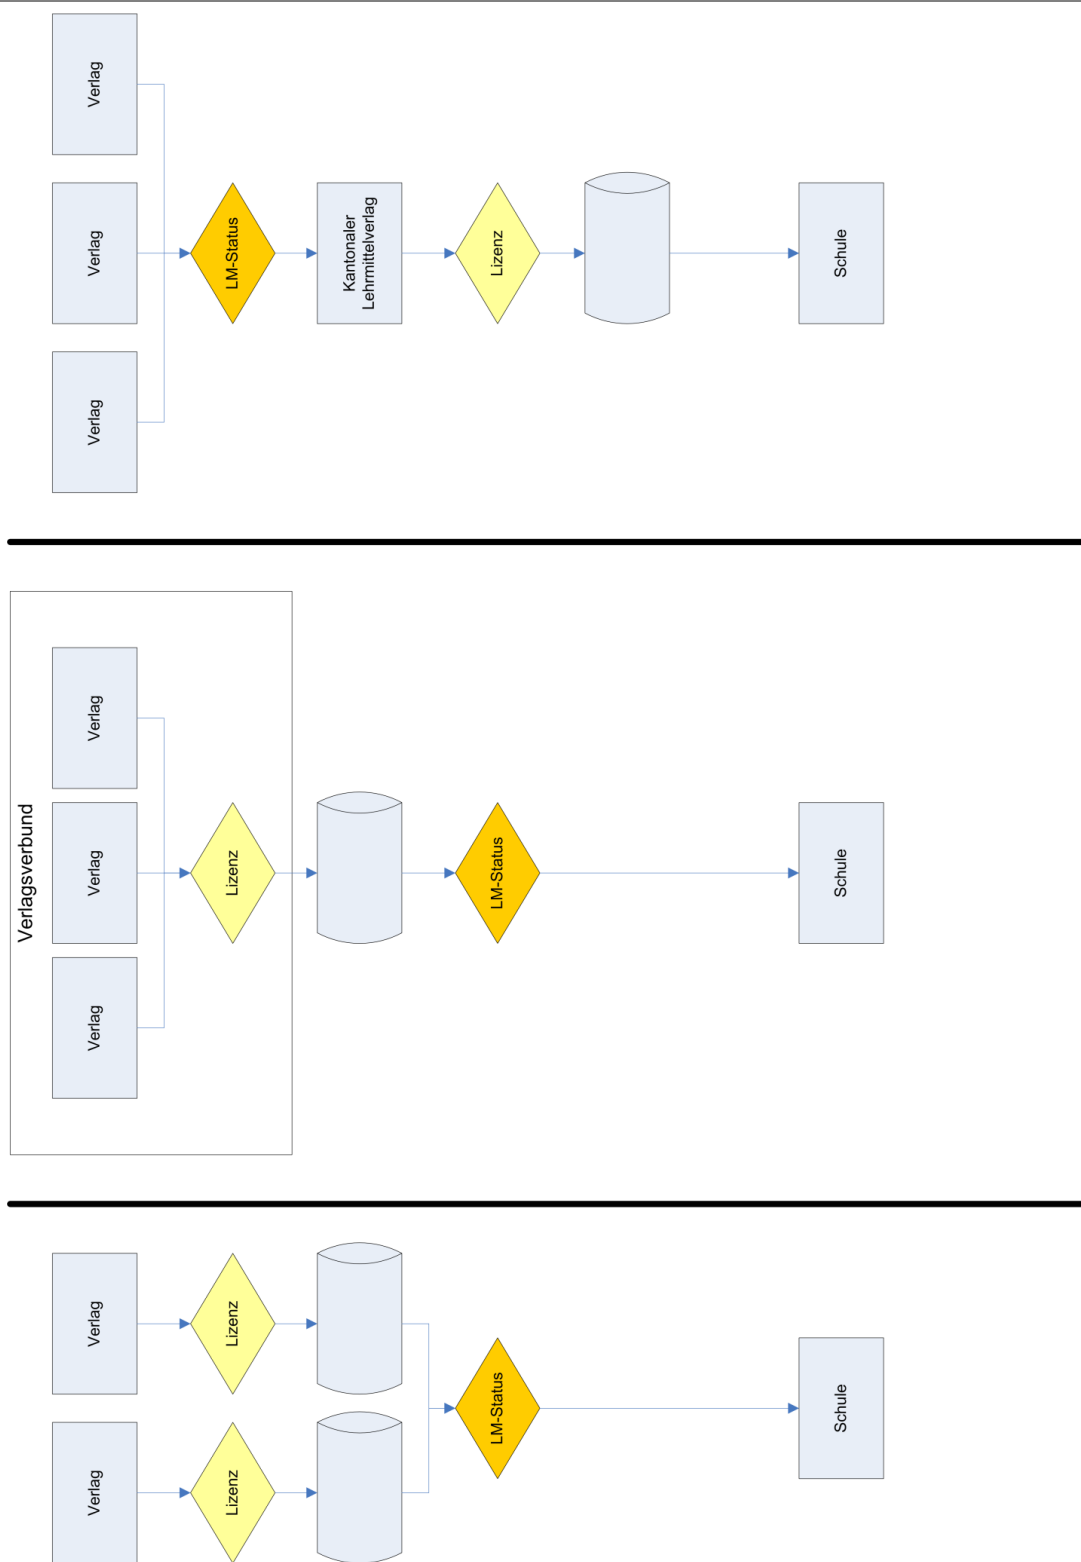 Verlag
Verlag
Lizenz
Lizenz
LM-Status
Schule
Verlagsverbund
Verlag
Verlag
Verlag
Lizenz
LM-Status
Schule
Verlag
Verlag
Verlag
LM-Status
Kantonaler
Lehrmittelverlag
Lizenz
Schule